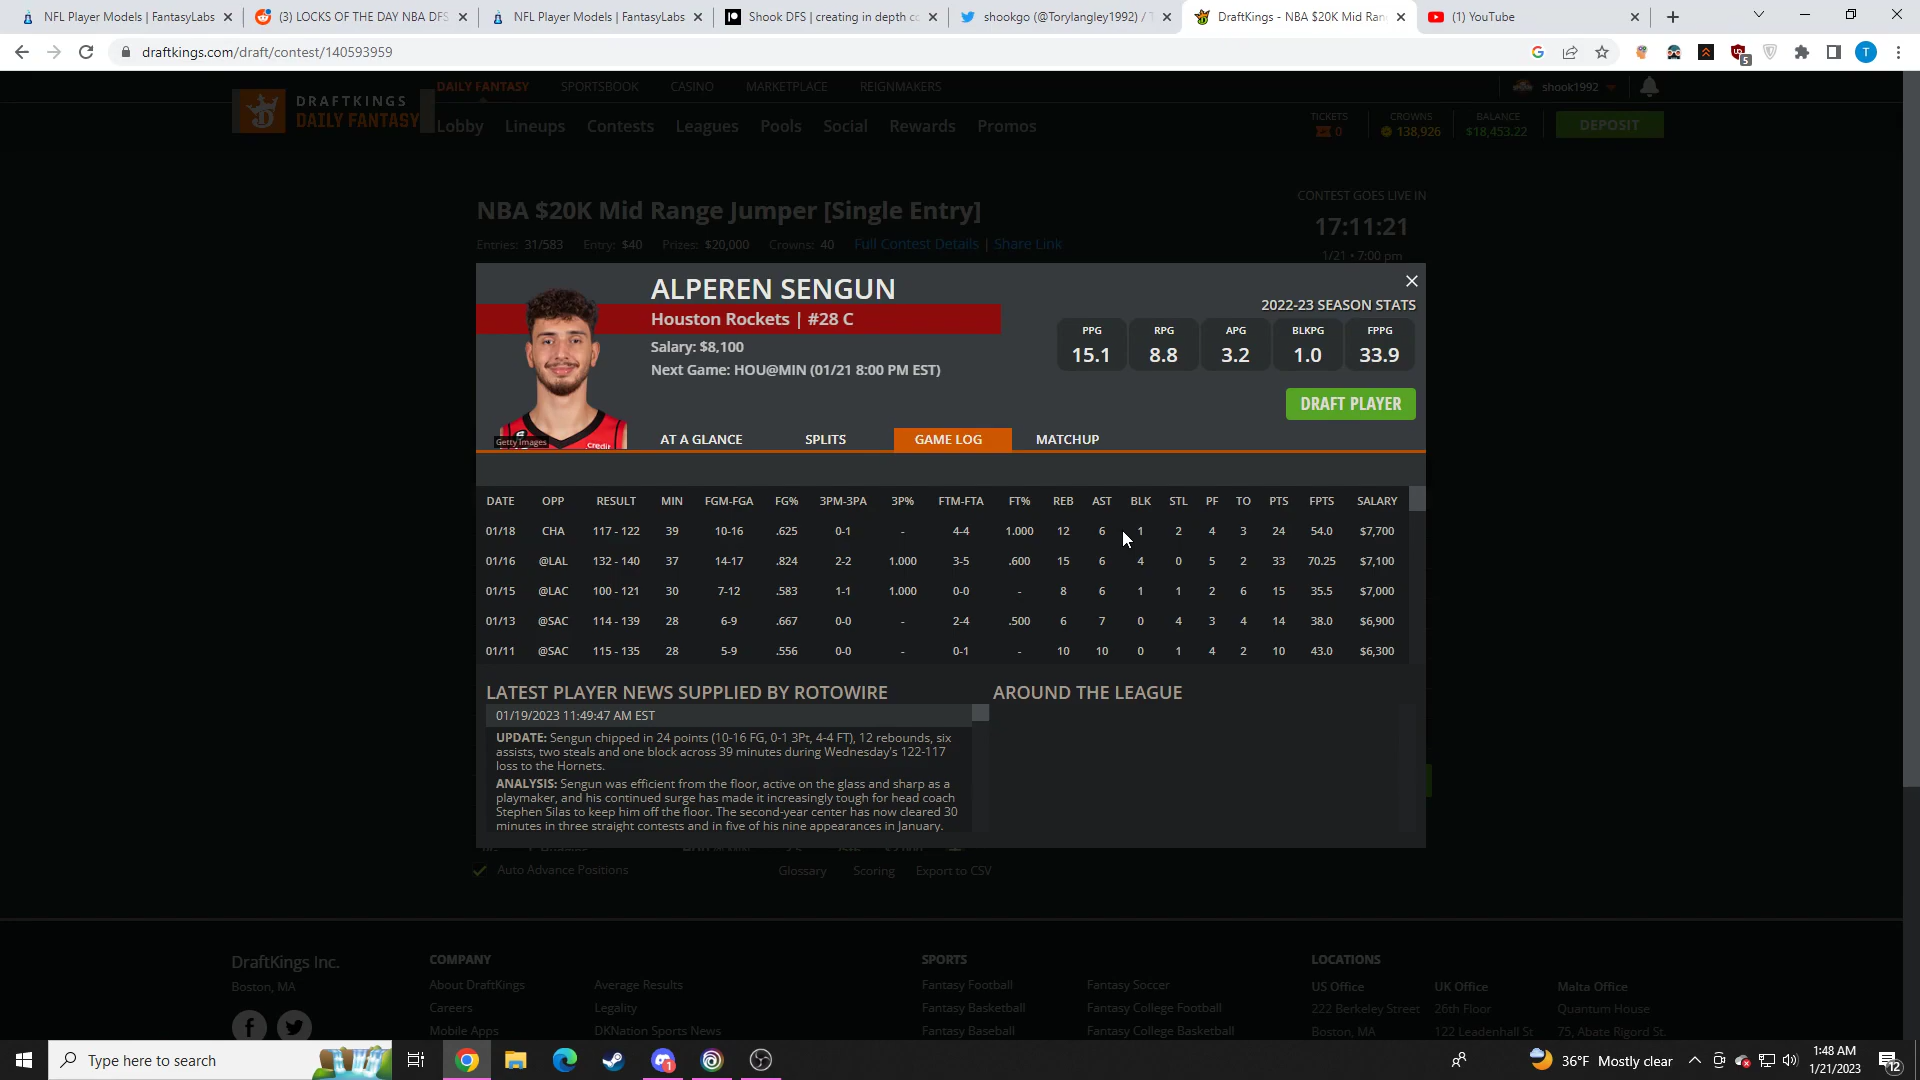 NFL Player Models | FantasyLabs
(3) LOCKS OF THE DAY NBA DFS
NFL Player Models | FantasyLabs
Shook DFS | creating in depth co
shookgo (@Torylangley1992) / T
DraftKings - NBA $20K Mid Ran
(1) YouTube
draftkings.com/draft/contest/140593959
5
T
DRAFTKINGS
DAILY FANTASY
DAILY FANTASY SPORTSBOOK CASINO MARKETPLACE REIGNMAKERS
shook1992
Lobby Lineups Contests Leagues Pools Social Rewards Promos
TICKETS
0
CROWNS
138,926
BALANCE
$18,453.22
DEPOSIT
NBA $20K Mid Range Jumper [Single Entry]
Entries: 31/583 Entry: $40 Prizes: $20,000 Crowns: 40 Full Contest Details | Share Link
CONTEST GOES LIVE IN
17:11:21
1/21 • 7:00 pm
ALPEREN SENGUN
Houston Rockets | #28 C
Salary: $8,100
Next Game: HOU@MIN (01/21 8:00 PM EST)
Getty Images
2022-23 SEASON STATS
PPG RPG APG BLKPG FPPG
15.1 8.8 3.2 1.0 33.9
DRAFT PLAYER
AT A GLANCE SPLITS GAME LOG MATCHUP
DATE OPP RESULT MIN FGM-FGA FG% 3PM-3PA 3P% FTM-FTA FT% REB AST BLK STL PF TO PTS FPTS SALARY
01/18 CHA 117 - 122 39 10-16 .625 0-1 - 4-4 1.000 12 6 1 2 4 3 24 54.0 $7,700
01/16 @LAL 132 - 140 37 14-17 .824 2-2 1.000 3-5 .600 15 6 4 0 5 2 33 70.25 $7,100
01/15 @LAC 100 - 121 30 7-12 .583 1-1 1.000 0-0 - 8 6 1 1 2 6 15 35.5 $7,000
01/13 @SAC 114 - 139 28 6-9 .667 0-0 - 2-4 .500 6 7 0 4 3 4 14 38.0 $6,900
01/11 @SAC 115 - 135 28 5-9 .556 0-0 - 0-1 - 10 10 0 1 4 2 10 43.0 $6,300
LATEST PLAYER NEWS SUPPLIED BY ROTOWIRE
AROUND THE LEAGUE
01/19/2023 11:49:47 AM EST
UPDATE: Sengun chipped in 24 points (10-16 FG, 0-1 3Pt, 4-4 FT), 12 rebounds, six
assists, two steals and one block across 39 minutes during Wednesday's 122-117
loss to the Hornets.
ANALYSIS: Sengun was efficient from the floor, active on the glass and sharp as a
playmaker, and his continued surge has made it increasingly tough for head coach
Stephen Silas to keep him off the floor. The second-year center has now cleared 30
minutes in three straight contests and in five of his nine appearances in January.
Auto Advance Positions
Glossary Scoring Export to CSV
DraftKings Inc.
Boston, MA
COMPANY
About DraftKings Average Results
Careers Legality
Mobile Apps DKNation Sports News
SPORTS
Fantasy Football Fantasy Soccer
Fantasy Basketball Fantasy College Football
Fantasy Baseball Fantasy College Basketball
LOCATIONS
US Office UK Office Malta Office
222 Berkeley Street 26th Floor Quantum House
Boston, MA 122 Leadenhall St 75, Abate Rigord St.
Type here to search
1
36°F Mostly clear
1:48 AM
1/21/2023
12